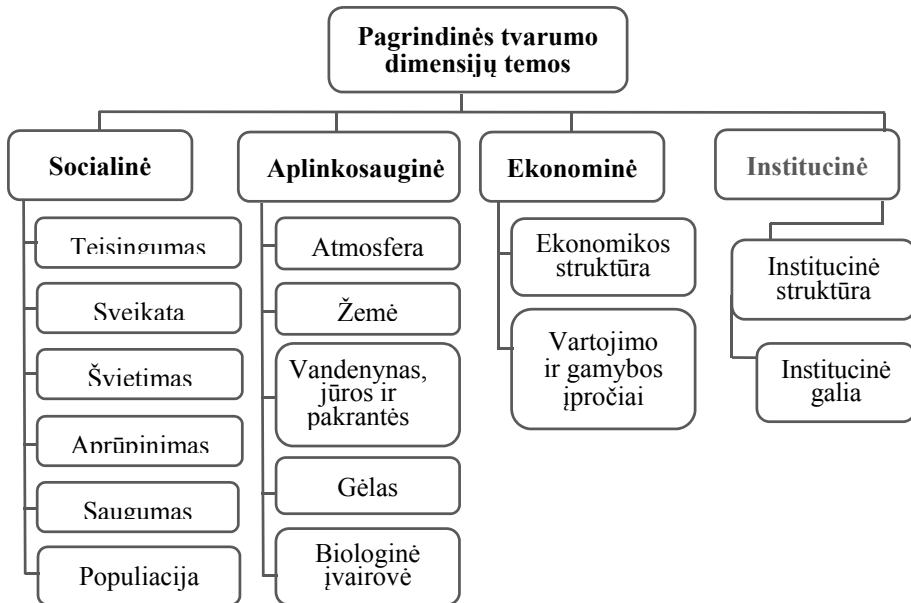 Pagrindinės tvarumo
dimensijų temos
Socialinė
Teisingumas
Sveikata
Švietimas
Aprūpinimas
Saugumas
Populiacija
Aplinkosauginė
Atmosfera
Žemė
Vandenynas,
jūros ir
pakrantės
Gėlas
Biologinė
įvairovė
Ekonominė
Ekonomikos
struktūra
Vartojimo
ir gamybos
įpročiai
Institucinė
Institucinė
struktūra
Institucinė
galia